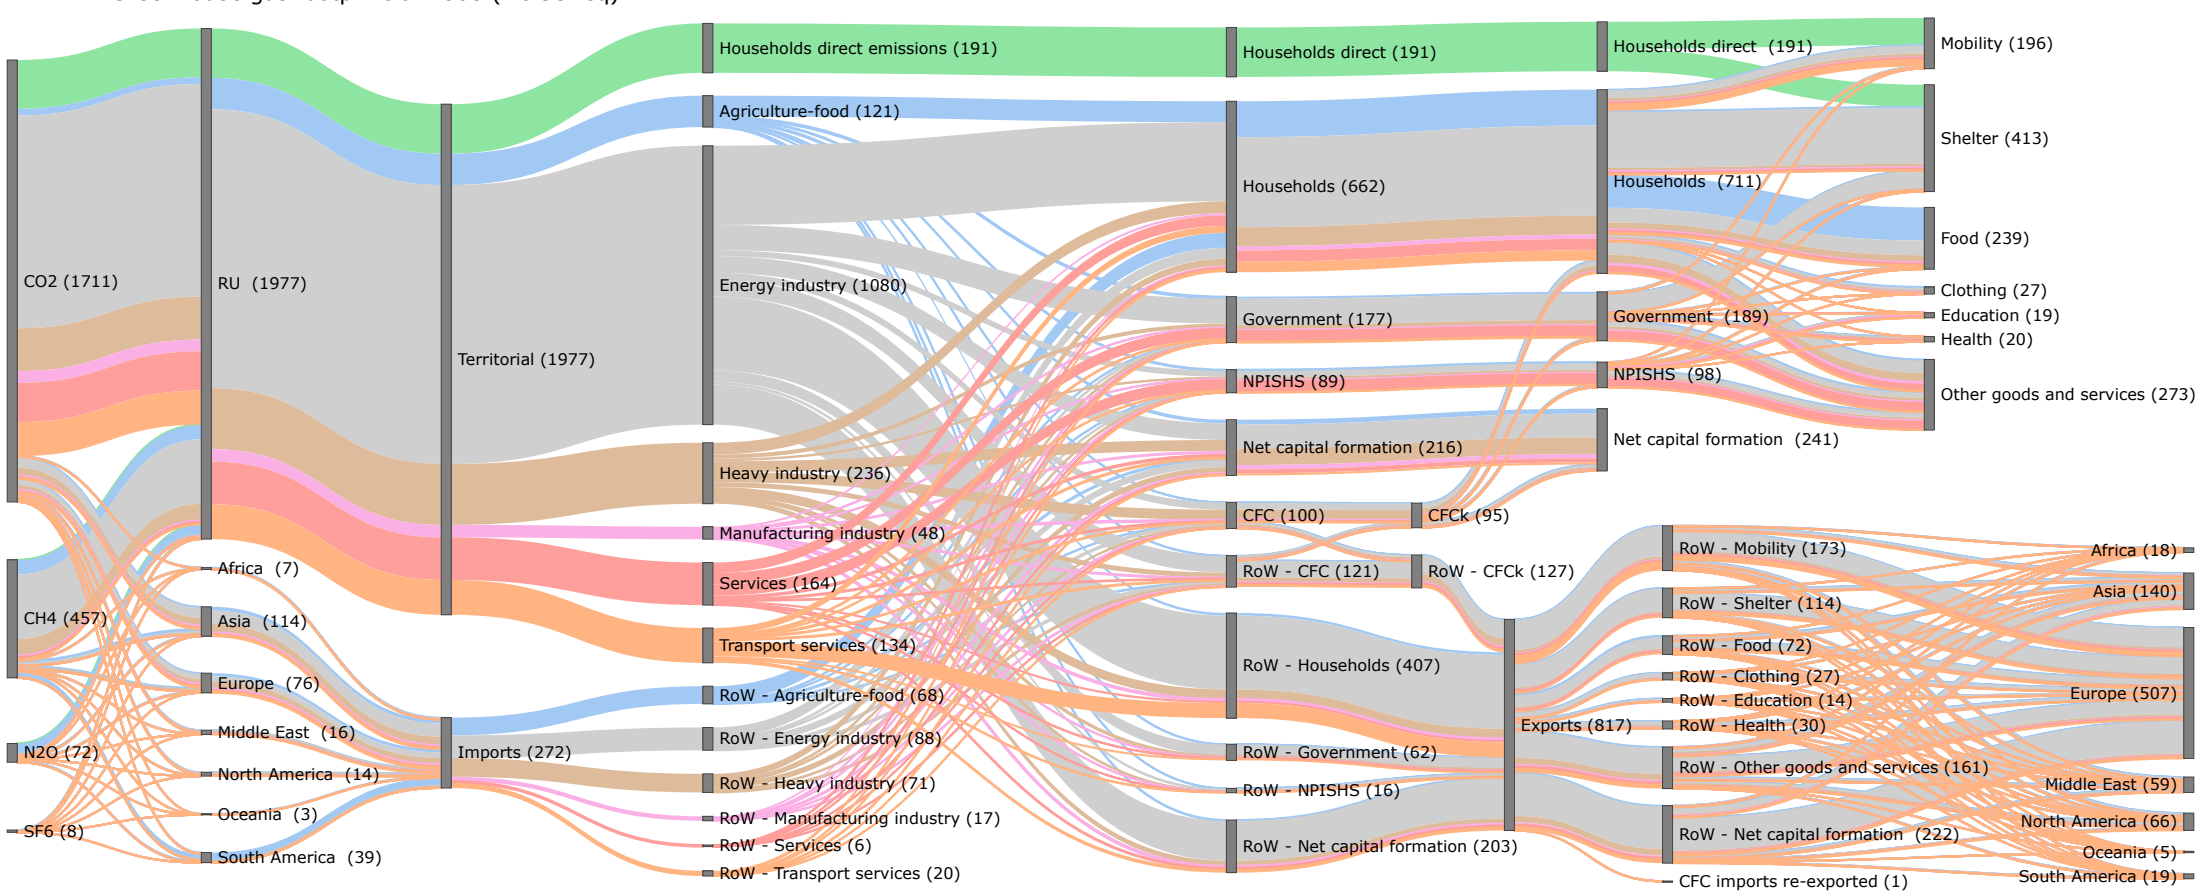 CO2 (1711)
CH4 (457)
N2O (72)
SF6 (8)
RU  (1977)
Africa  (7)
Asia  (114)
Europe  (76)
Middle East  (16)
North America  (14)
Oceania  (3)
South America  (39)
Territorial (1977)
Imports (272)
Households direct emissions (191)
Agriculture-food (121)
Energy industry (1080)
Heavy industry (236)
Manufacturing industry (48)
Services (164)
Transport services (134)
RoW - Agriculture-food (68)
RoW - Energy industry (88)
RoW - Heavy industry (71)
RoW - Manufacturing industry (17)
RoW - Services (6)
RoW - Transport services (20)
Households direct (191)
Households (662)
Government (177)
NPISHS (89)
Net capital formation (216)
CFC (100)
RoW - CFC (121)
RoW - Households (407)
RoW - Government (62)
RoW - NPISHS (16)
RoW - Net capital formation (203)
CFCk (95)
RoW - CFCk (127)
Households direct  (191)
Households  (711)
Government  (189)
NPISHS  (98)
Net capital formation  (241)
Exports (817)
RoW - Mobility (173)
RoW - Shelter (114)
RoW - Food (72)
RoW - Clothing (27)
RoW - Education (14)
RoW - Health (30)
RoW - Other goods and services (161)
RoW - Net capital formation  (222)
CFC imports re-exported (1)
Mobility (196)
Shelter (413)
Food (239)
Clothing (27)
Education (19)
Health (20)
Other goods and services (273)
Africa (18)
Asia (140)
Europe (507)
Middle East (59)
North America (66)
Oceania (5)
South America (19)